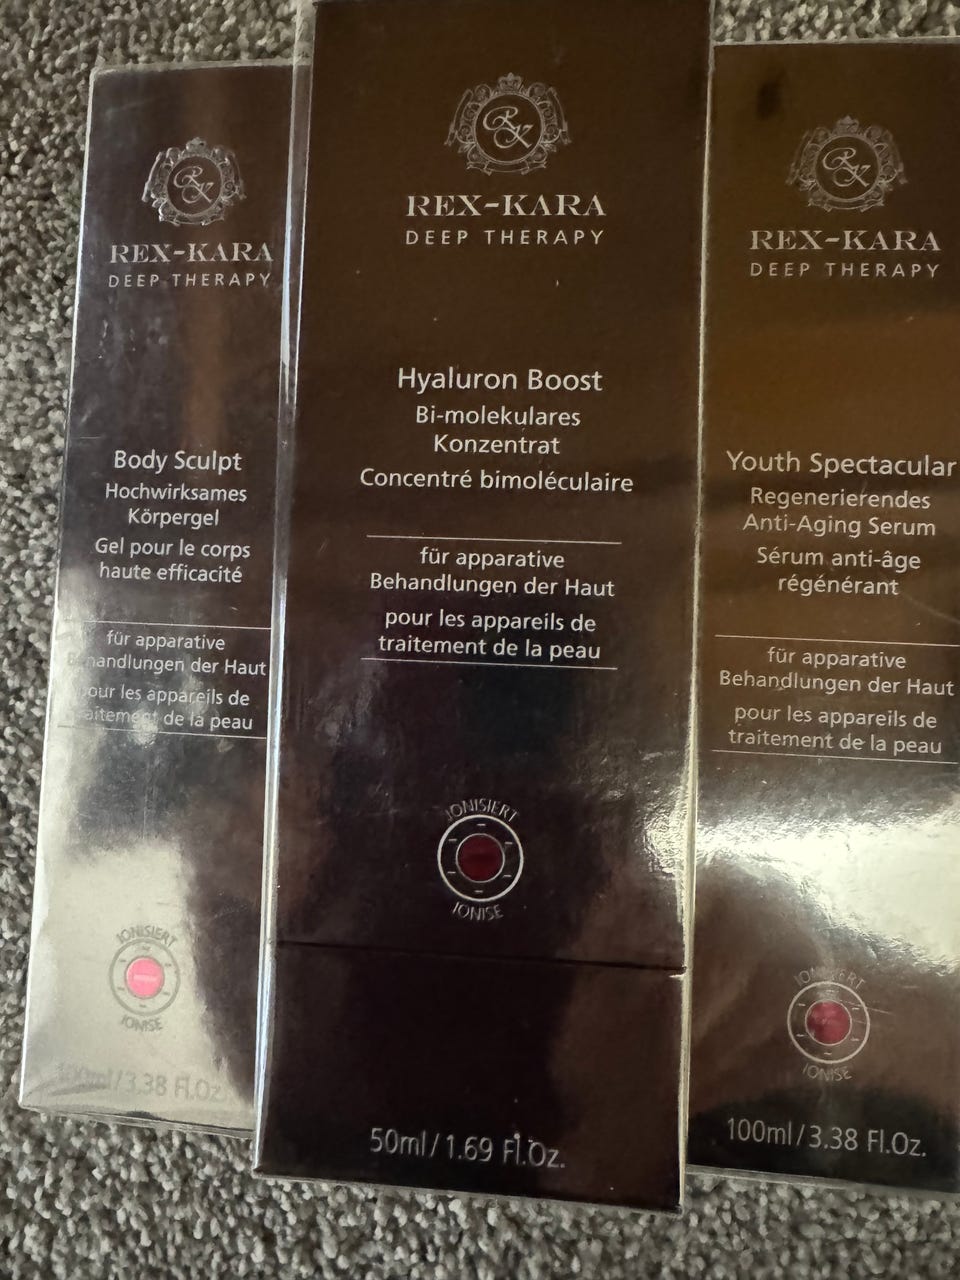 RK
REX-KARA
DEEP THERAPY
Body Sculpt
Hochwirksames
Körpergel
Gel pour le corps
haute efficacité
für apparative
Behandlungen der Haut
pour les appareils de
traitement de la peau
IONISIERT
IONISE
100ml/3.38 Fl.Oz.
RK
REX-KARA
DEEP THERAPY
Hyaluron Boost
Bi-molekulares
Konzentrat
Concentré bimoléculaire
für apparative
Behandlungen der Haut
pour les appareils de
traitement de la peau
IONISIERT
IONISE
50ml/1.69 Fl.Oz.
RK
REX-KARA
DEEP THERAPY
Youth Spectacular
Regenerierendes
Anti-Aging Serum
Sérum anti-âge
régénérant
für apparative
Behandlungen der Haut
pour les appareils de
traitement de la peau
IONISIERT
IONISE
100ml/3.38 Fl.Oz.